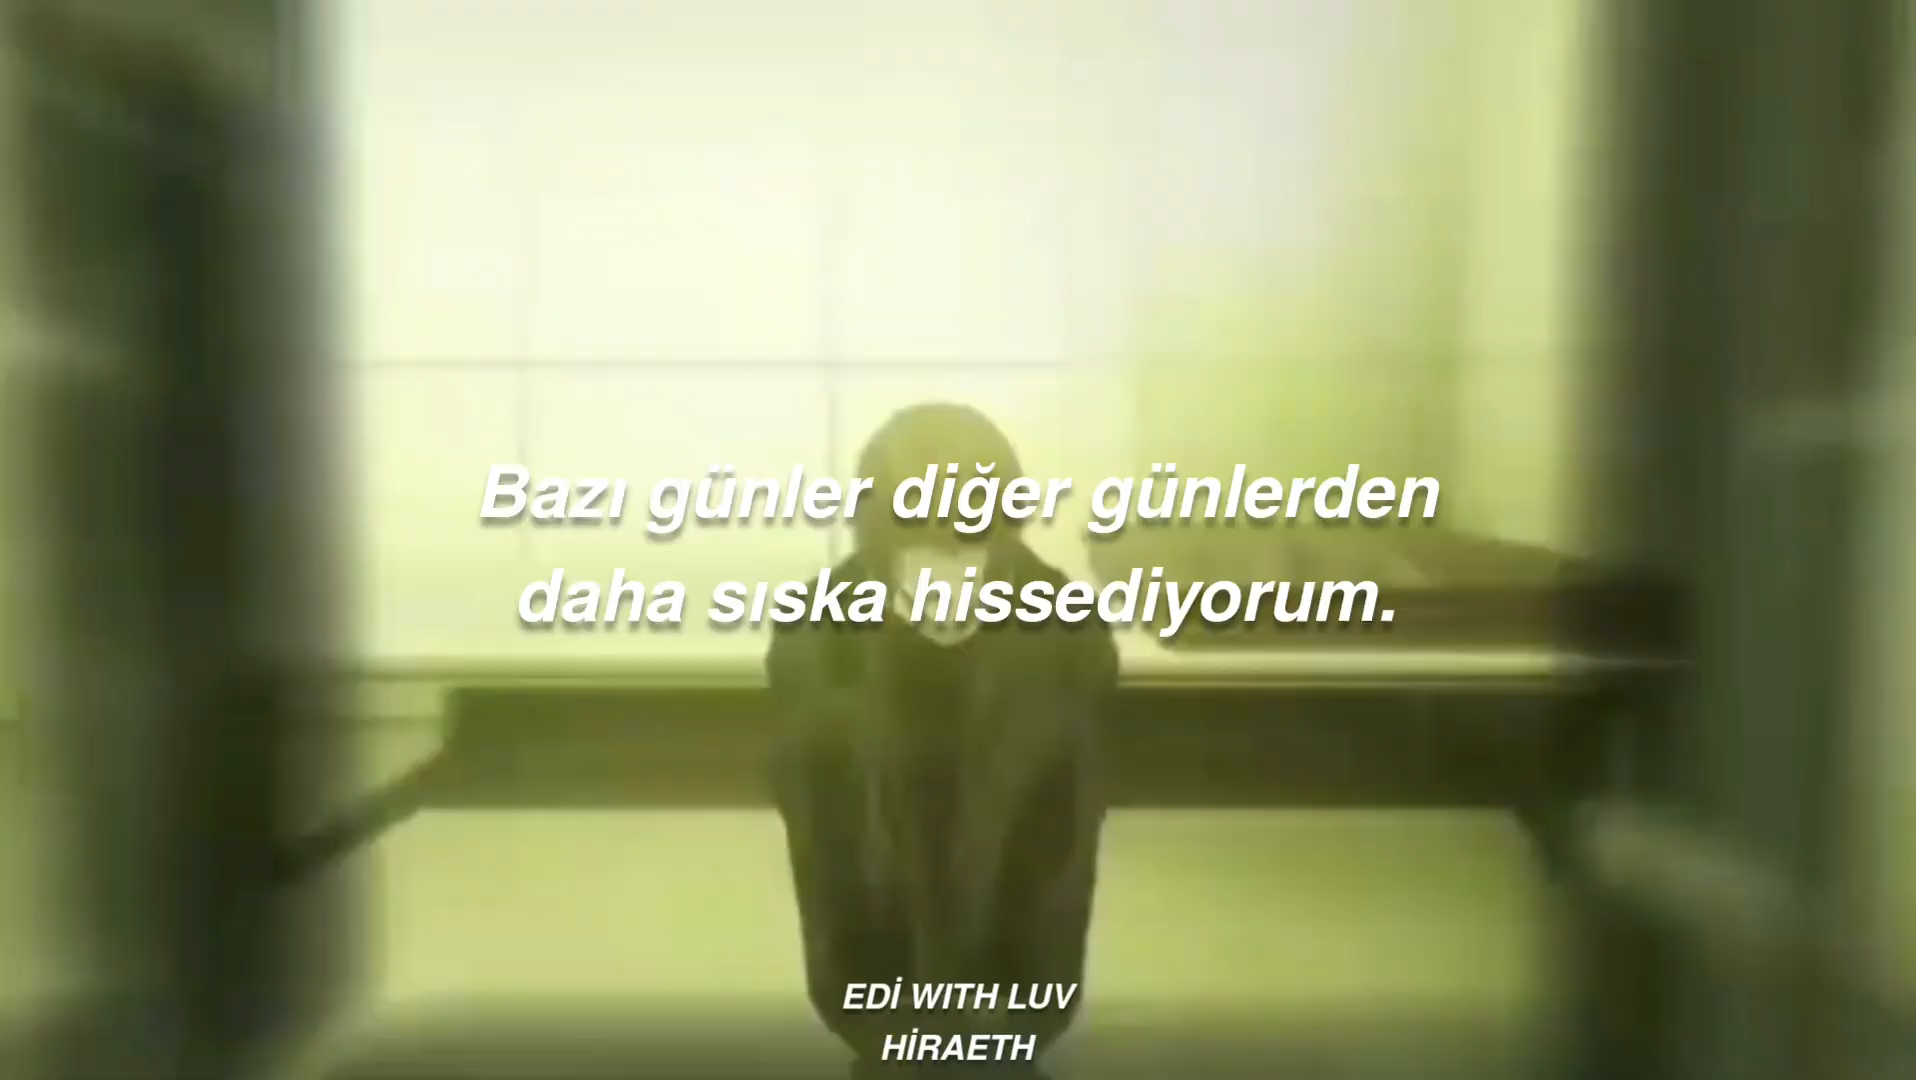 Bazı günler diğer günlerden
daha sıska hissediyorum.
EDİ WITH LUV
HİRAETH